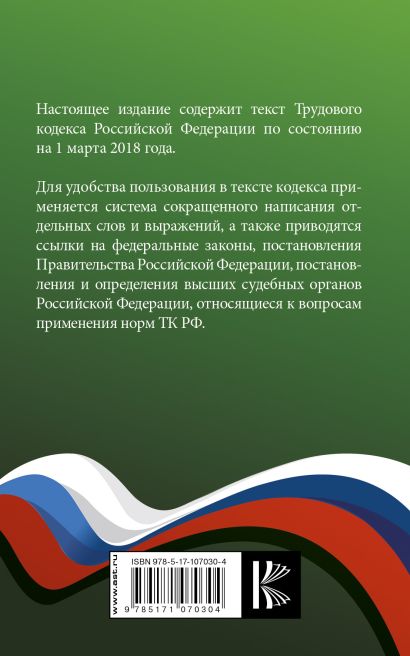 Настоящее издание содержит текст Трудового
кодекса Российской Федерации по состоянию
на 1 марта 2018 года.
Для удобства пользования в тексте кодекса при-
меняется система сокращенного написания от-
дельных слов и выражений, а также приводятся
ссылки на федеральные законы, постановления
Правительства Российской Федерации, постанов-
ления и определения высших судебных органов
Российской Федерации, относящиеся к вопросам
применения норм ТК РФ.
www.ast.ru
ISBN 978-5-17-107030-4
9 785171 070304